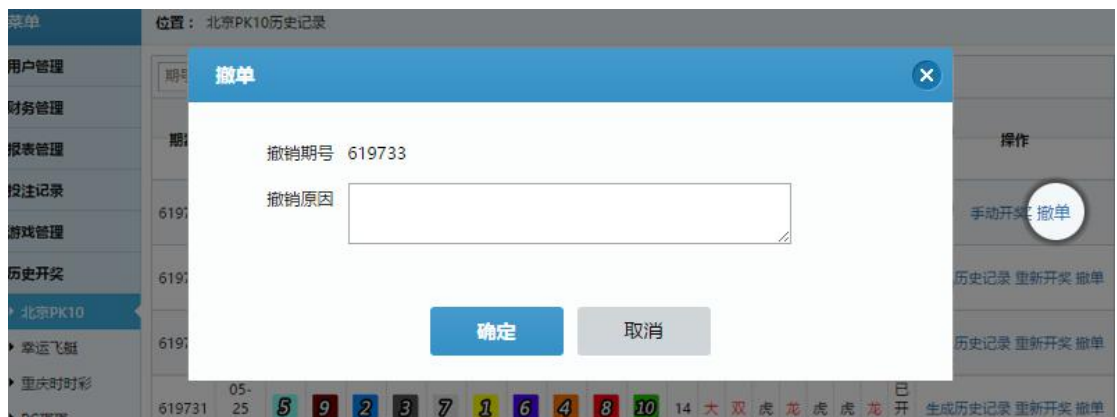 菜单
位置： 北京PK10历史记录
用户管理
财务管理
报表管理
投注记录
游戏管理
历史开奖
北京PK10
幸运飞艇
重庆时时彩
撤单
撤销期号 619733
撤销原因
确定
取消
操作
手动开奖 撤单
历史记录 重新开奖 撤单
历史记录 重新开奖 撤单
619731
05-
25
5 9 2 3 7 1 6 4 8 10 14 大 双 虎 龙 虎 虎 龙
已
开
生成历史记录 重新开奖 撤单